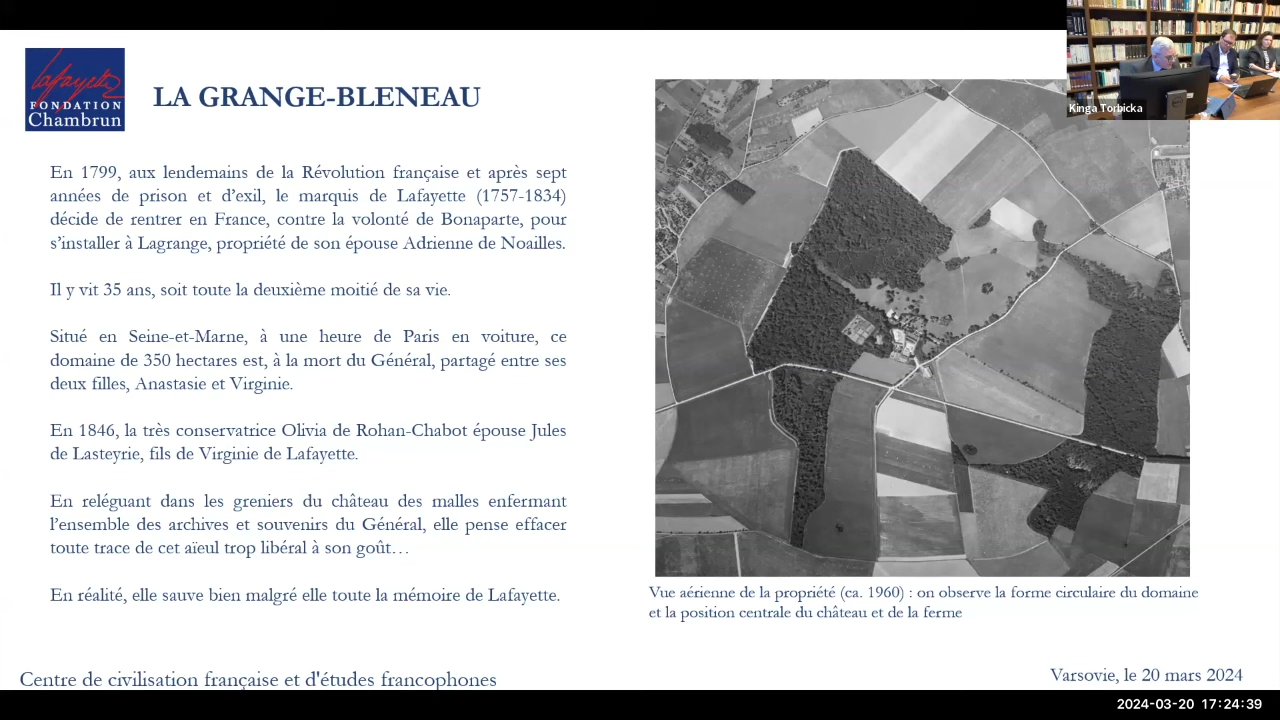 lafayette
FONDATION
Chambrun
LA GRANGE-BLENEAU
Kinga Torbicka
En 1799, aux lendemains de la Révolution française et après sept
années de prison et d’exil, le marquis de Lafayette (1757-1834)
décide de rentrer en France, contre la volonté de Bonaparte, pour
s’installer à Lagrange, propriété de son épouse Adrienne de Noailles.
Il y vit 35 ans, soit toute la deuxième moitié de sa vie.
Situé en Seine-et-Marne, à une heure de Paris en voiture, ce
domaine de 350 hectares est, à la mort du Général, partagé entre ses
deux filles, Anastasie et Virginie.
En 1846, la très conservatrice Olivia de Rohan-Chabot épouse Jules
de Lasteyrie, fils de Virginie de Lafayette.
En reléguant dans les greniers du château des malles enfermant
l’ensemble des archives et souvenirs du Général, elle pense effacer
toute trace de cet aïeul trop libéral à son goût…
En réalité, elle sauve bien malgré elle toute la mémoire de Lafayette.
Vue aérienne de la propriété (ca. 1960) : on observe la forme circulaire du domaine
et la position centrale du château et de la ferme
Centre de civilisation française et d'études francophones
Varsovie, le 20 mars 2024
2024-03-20 17:24:39